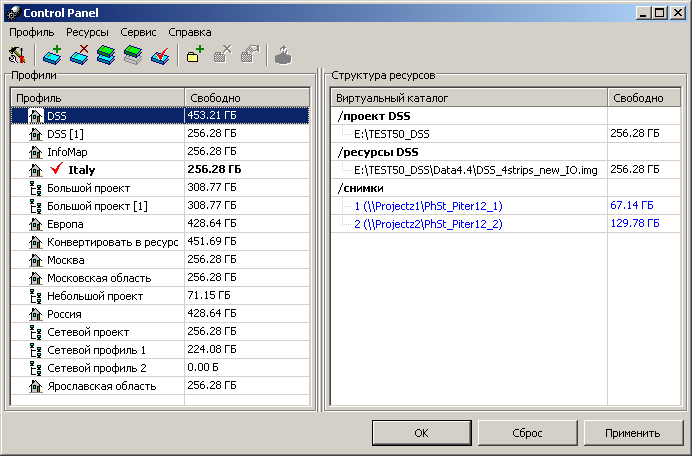 Control Panel
Профиль Ресурсы Сервис Справка
Профили
Профиль Свободно
DSS 453.21 ГБ
DSS [1] 256.28 ГБ
InfoMap 256.28 ГБ
Italy 256.28 ГБ
Большой проект 308.77 ГБ
Большой проект [1] 308.77 ГБ
Европа 428.64 ГБ
Конвертировать в ресурс 451.69 ГБ
Москва 256.28 ГБ
Московская область 256.28 ГБ
Небольшой проект 71.15 ГБ
Россия 428.64 ГБ
Сетевой проект 256.28 ГБ
Сетевой профиль 1 224.08 ГБ
Сетевой профиль 2 0.00 Б
Ярославская область 256.28 ГБ
Структура ресурсов
Виртуальный каталог Свободно
/проект DSS
E:\TEST50_DSS 256.28 ГБ
/ресурсы DSS
E:\TEST50_DSS\Data4.4\DSS_4strips_new_IO.img 256.28 ГБ
/снимки
1 (\\Projectz1\PhSt_Piter12_1) 67.14 ГБ
2 (\\Projectz2\PhSt_Piter12_2) 129.78 ГБ
OK Сброс Применить